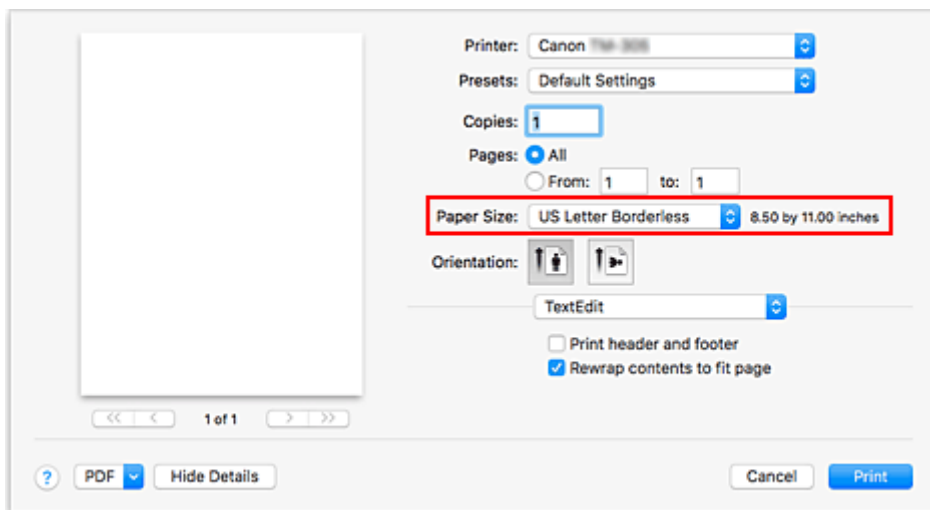 Printer: Canon
Presets: Default Settings
Copies: 1
Pages: All
From: 1 to: 1
Paper Size: US Letter Borderless 8.50 by 11.00 inches
Orientation:
TextEdit
Print header and footer
Rewrap contents to fit page
<< < 1 of 1 > >>
? PDF Hide Details Cancel Print